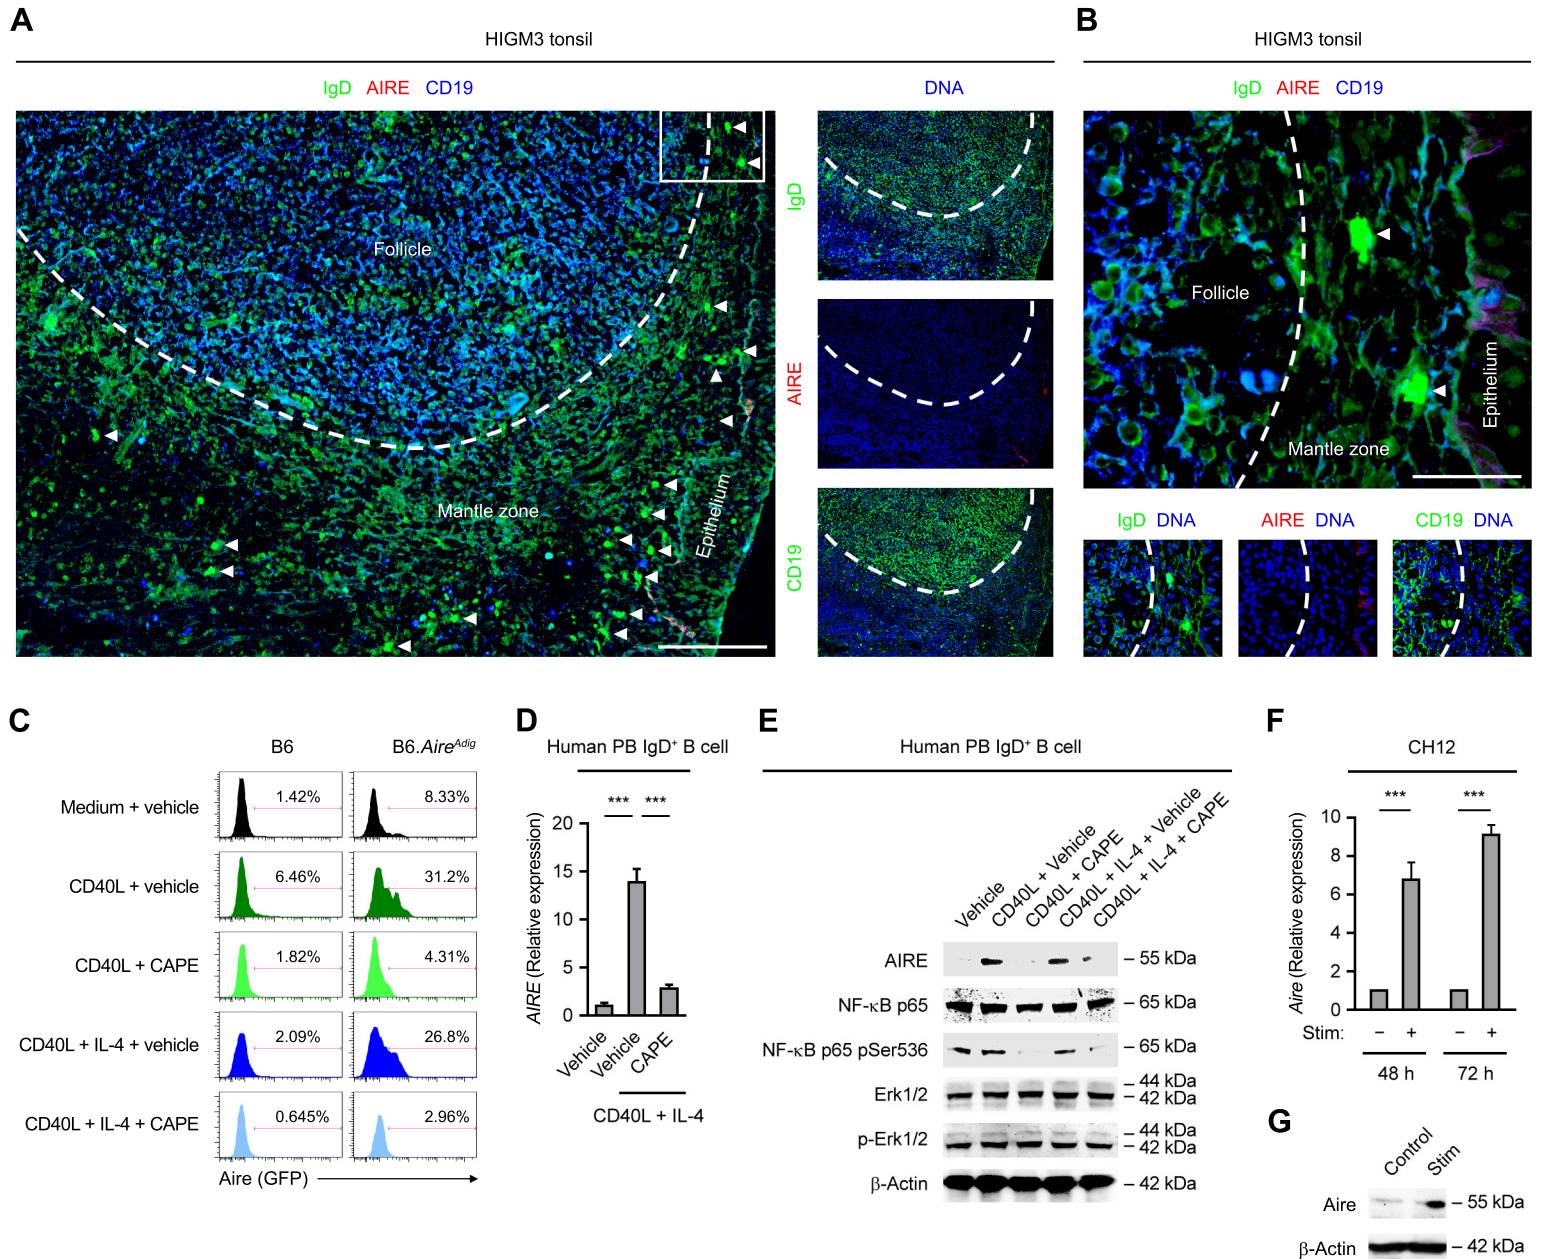 A
HIGM3 tonsil
IgD AIRE CD19
DNA
Follicle
Mantle zone
Epithelium
IgD
AIRE
CD19
B
HIGM3 tonsil
IgD AIRE CD19
Follicle
Mantle zone
Epithelium
IgD DNA
AIRE DNA
CD19 DNA
C
B6
B6.Aire^Adig
Medium + vehicle
1.42%
8.33%
CD40L + vehicle
6.46%
31.2%
CD40L + CAPE
1.82%
4.31%
CD40L + IL-4 + vehicle
2.09%
26.8%
CD40L + IL-4 + CAPE
0.645%
2.96%
Aire (GFP)
D
Human PB IgD⁺ B cell
*** ***
AIRE (Relative expression)
20
15
10
5
0
Vehicle
Vehicle
CAPE
CD40L + IL-4
E
Human PB IgD⁺ B cell
Vehicle
CD40L + Vehicle
CD40L + CAPE
CD40L + IL-4 + Vehicle
CD40L + IL-4 + CAPE
AIRE – 55 kDa
NF-κB p65 – 65 kDa
NF-κB p65 pSer536 – 65 kDa
Erk1/2 – 44 kDa
– 42 kDa
p-Erk1/2 – 44 kDa
– 42 kDa
β-Actin – 42 kDa
F
CH12
*** ***
Aire (Relative expression)
10
8
6
4
2
0
Stim: – + – +
48 h 72 h
G
Control
Stim
Aire – 55 kDa
β-Actin – 42 kDa